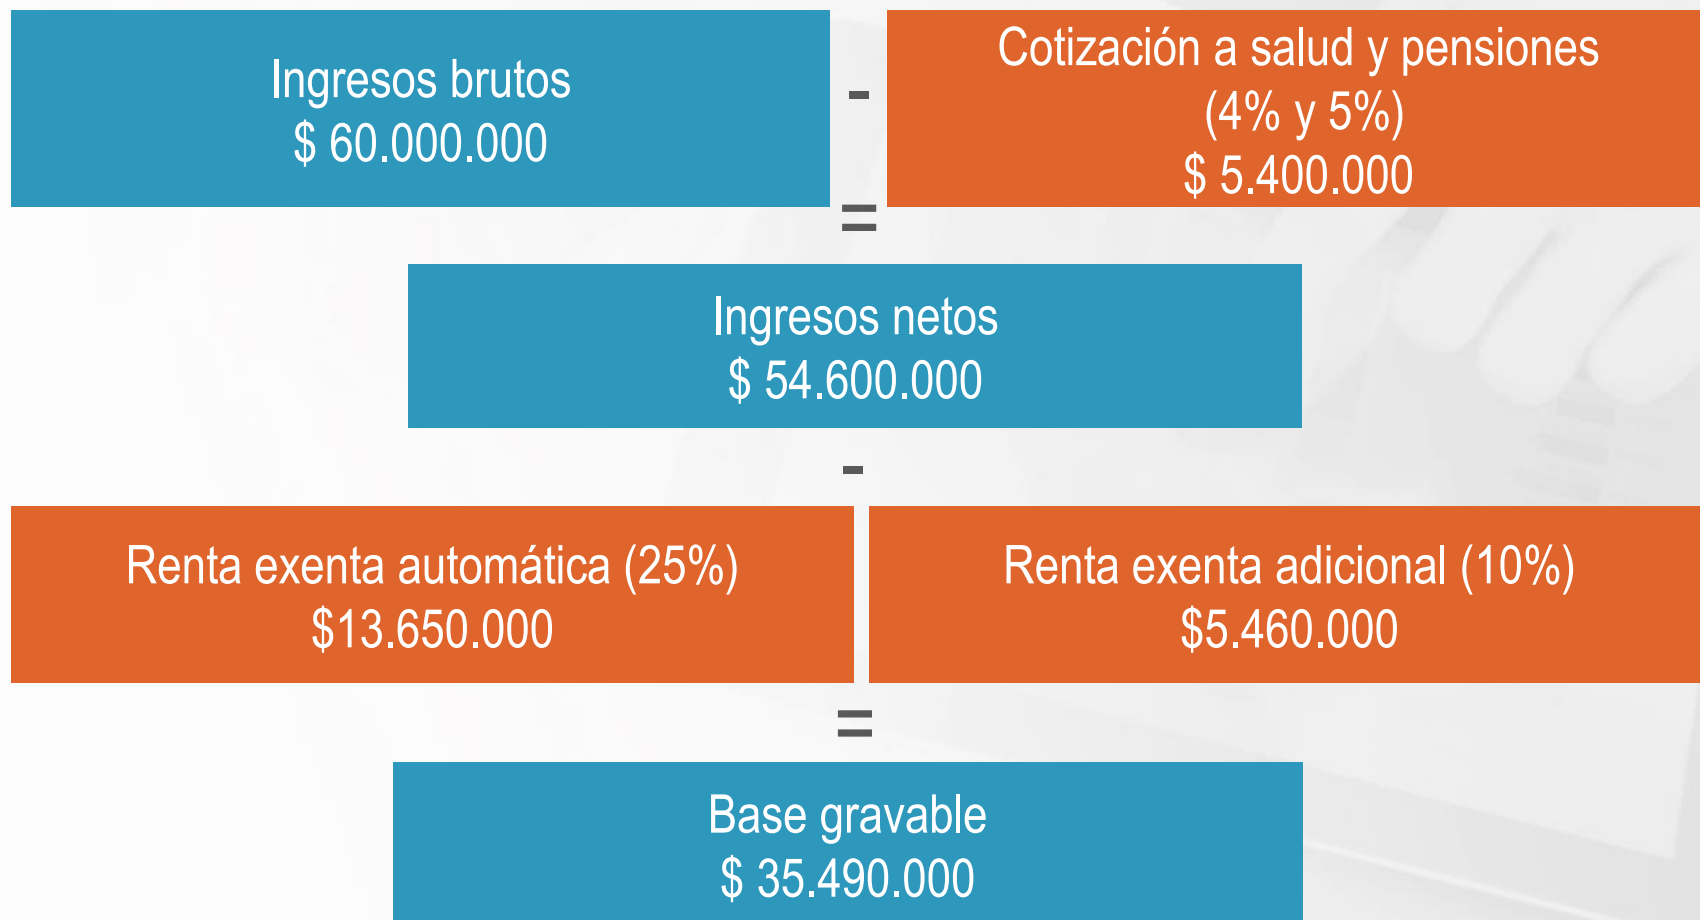 Ingresos brutos
$ 60.000.000
-
Cotización a salud y pensiones
(4% y 5%)
$ 5.400.000
=
Ingresos netos
$ 54.600.000
-
Renta exenta automática (25%)
$13.650.000
Renta exenta adicional (10%)
$5.460.000
=
Base gravable
$ 35.490.000